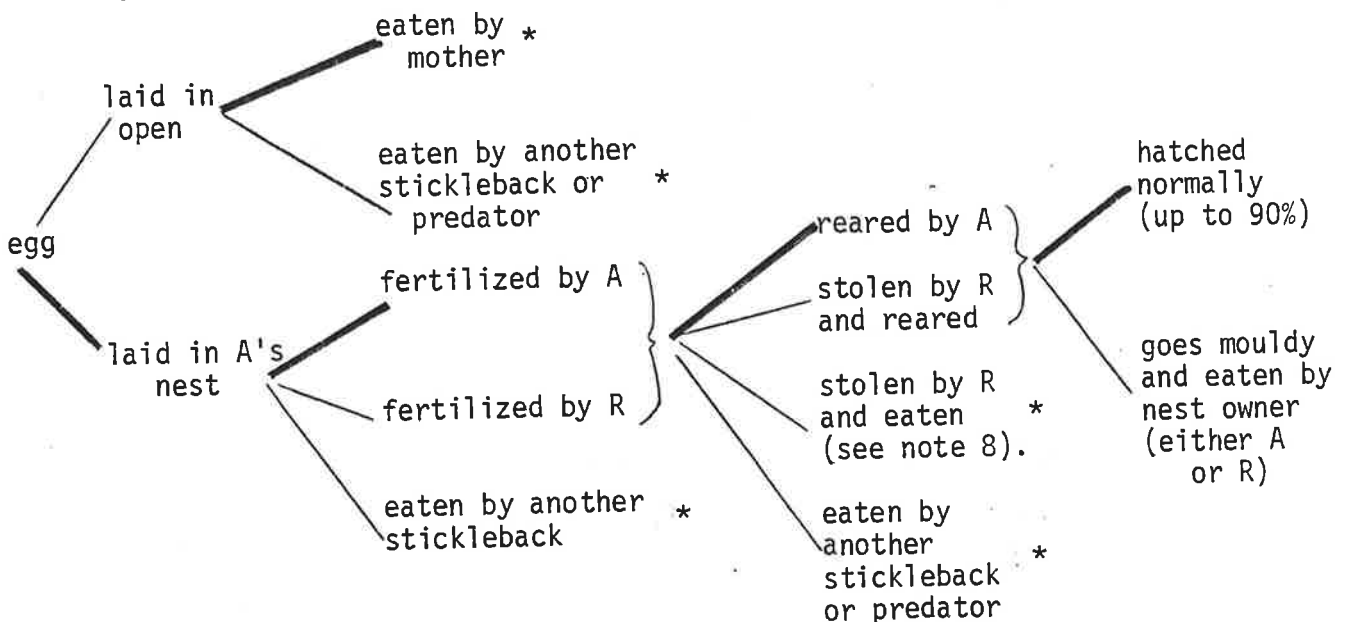 eaten by *
mother
laid in
open
eaten by another
stickleback or *
predator
egg
laid in A's
nest
fertilized by A
fertilized by R
eaten by another *
stickleback
reared by A
stolen by R
and reared
stolen by R
and eaten *
(see note 8).
eaten by
another
stickleback *
or predator
hatched
normally
(up to 90%)
goes mouldy
and eaten by
nest owner
(either A
or R)